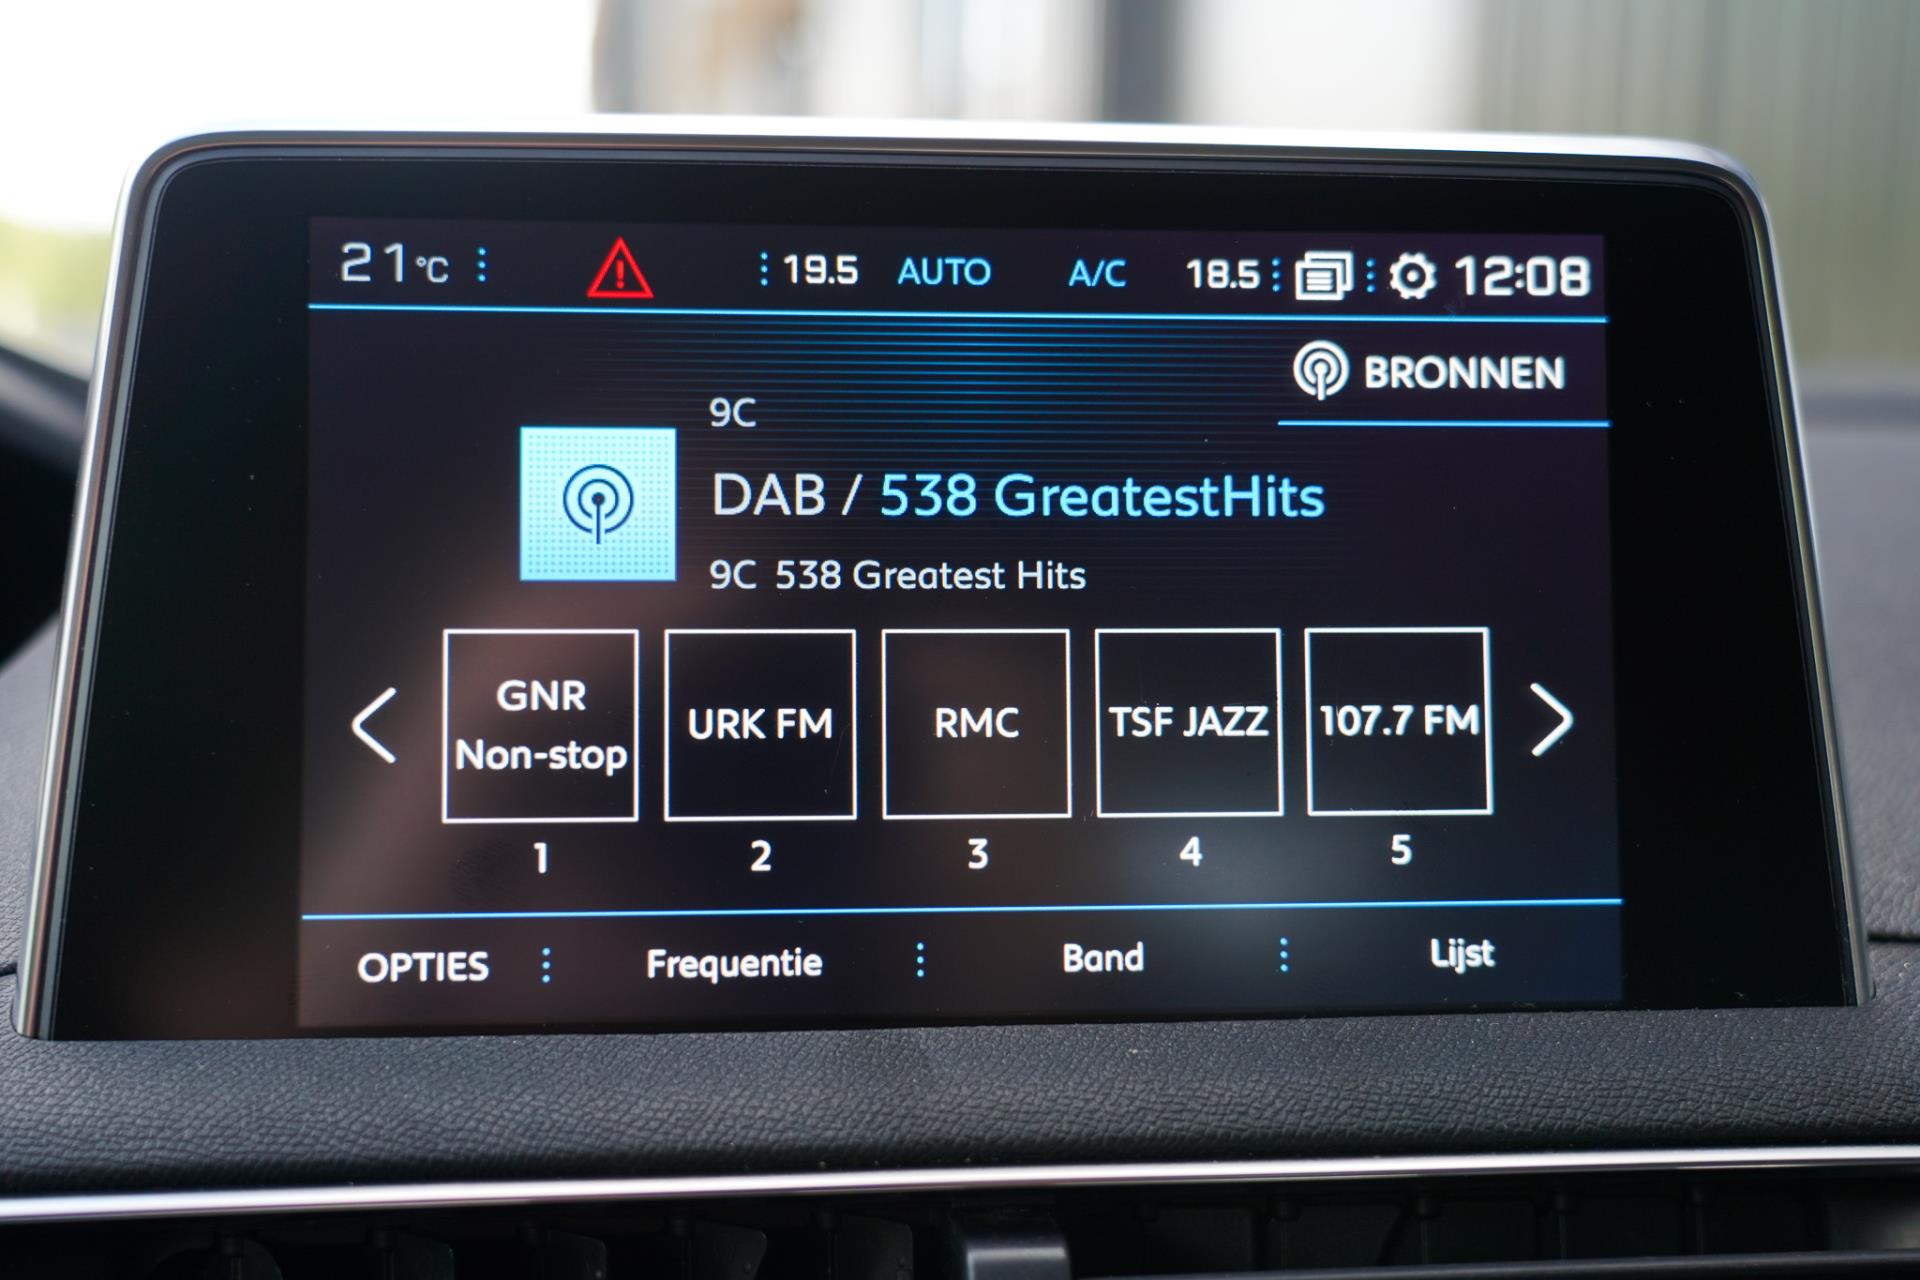 21°C 19.5 AUTO A/C 18.5 12:08
BRONNEN
9C
DAB / 538 GreatestHits
9C 538 Greatest Hits
GNR
Non-stop
URK FM
RMC
TSF JAZZ
107.7 FM
1 2 3 4 5
OPTIES Frequentie Band Lijst